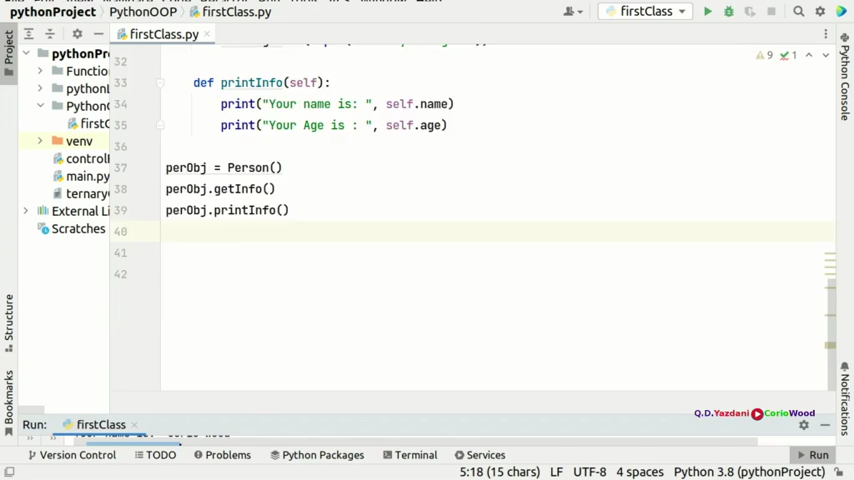 pythonProject
PythonOOP
firstClass.py
firstClass
Project
pythonPr
firstClass.py
Function
pythonL
Python
first
venv
control
main.py
ternary
External Li
Scratches
32
33 def printInfo(self):
34 print("Your name is: ", self.name)
35 print("Your Age is : ", self.age)
36
37 perObj = Person()
38 perObj.getInfo()
39 perObj.printInfo()
40
41
42
9 1
Python Console
Notifications
Structure
Bookmarks
Q.D.Yazdani CorioWood
Run: firstClass
Version Control TODO Problems Python Packages Terminal Services Run
5:18 (15 chars) LF UTF-8 4 spaces Python 3.8 (pythonProject)